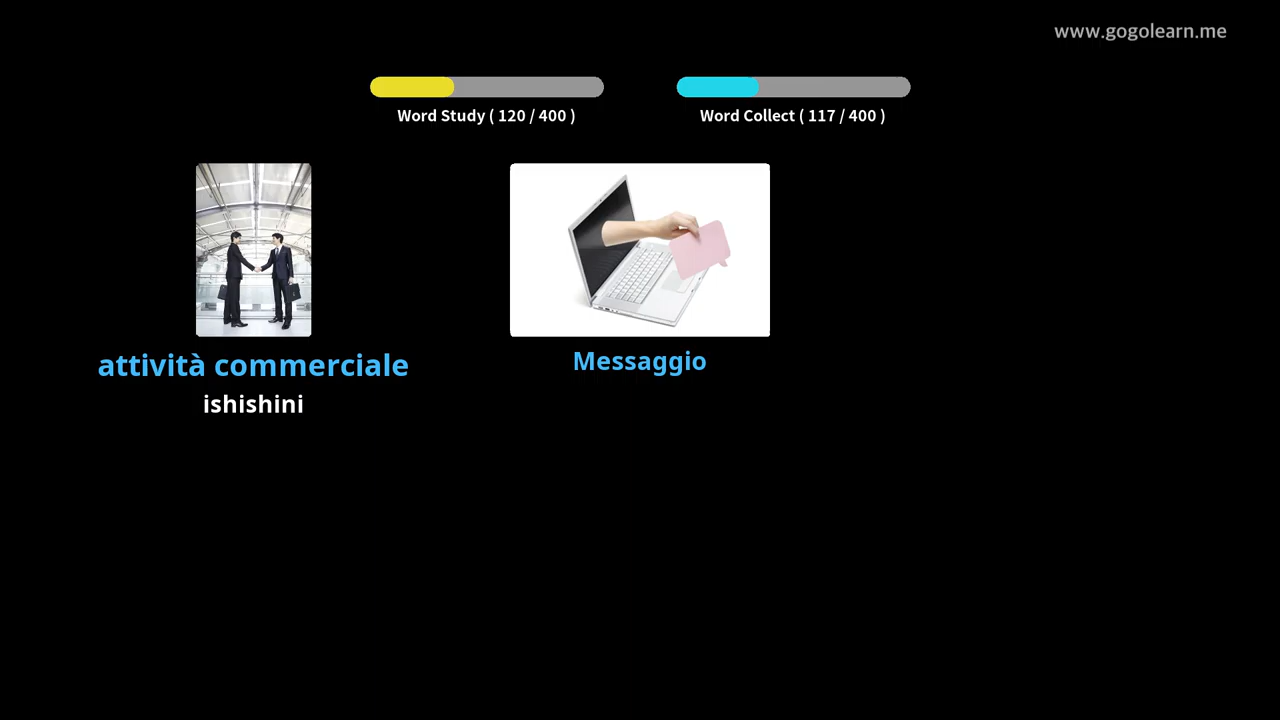 www.gogolearn.me
Word Study ( 120 / 400 )
Word Collect ( 117 / 400 )
attività commerciale
ishishini
Messaggio